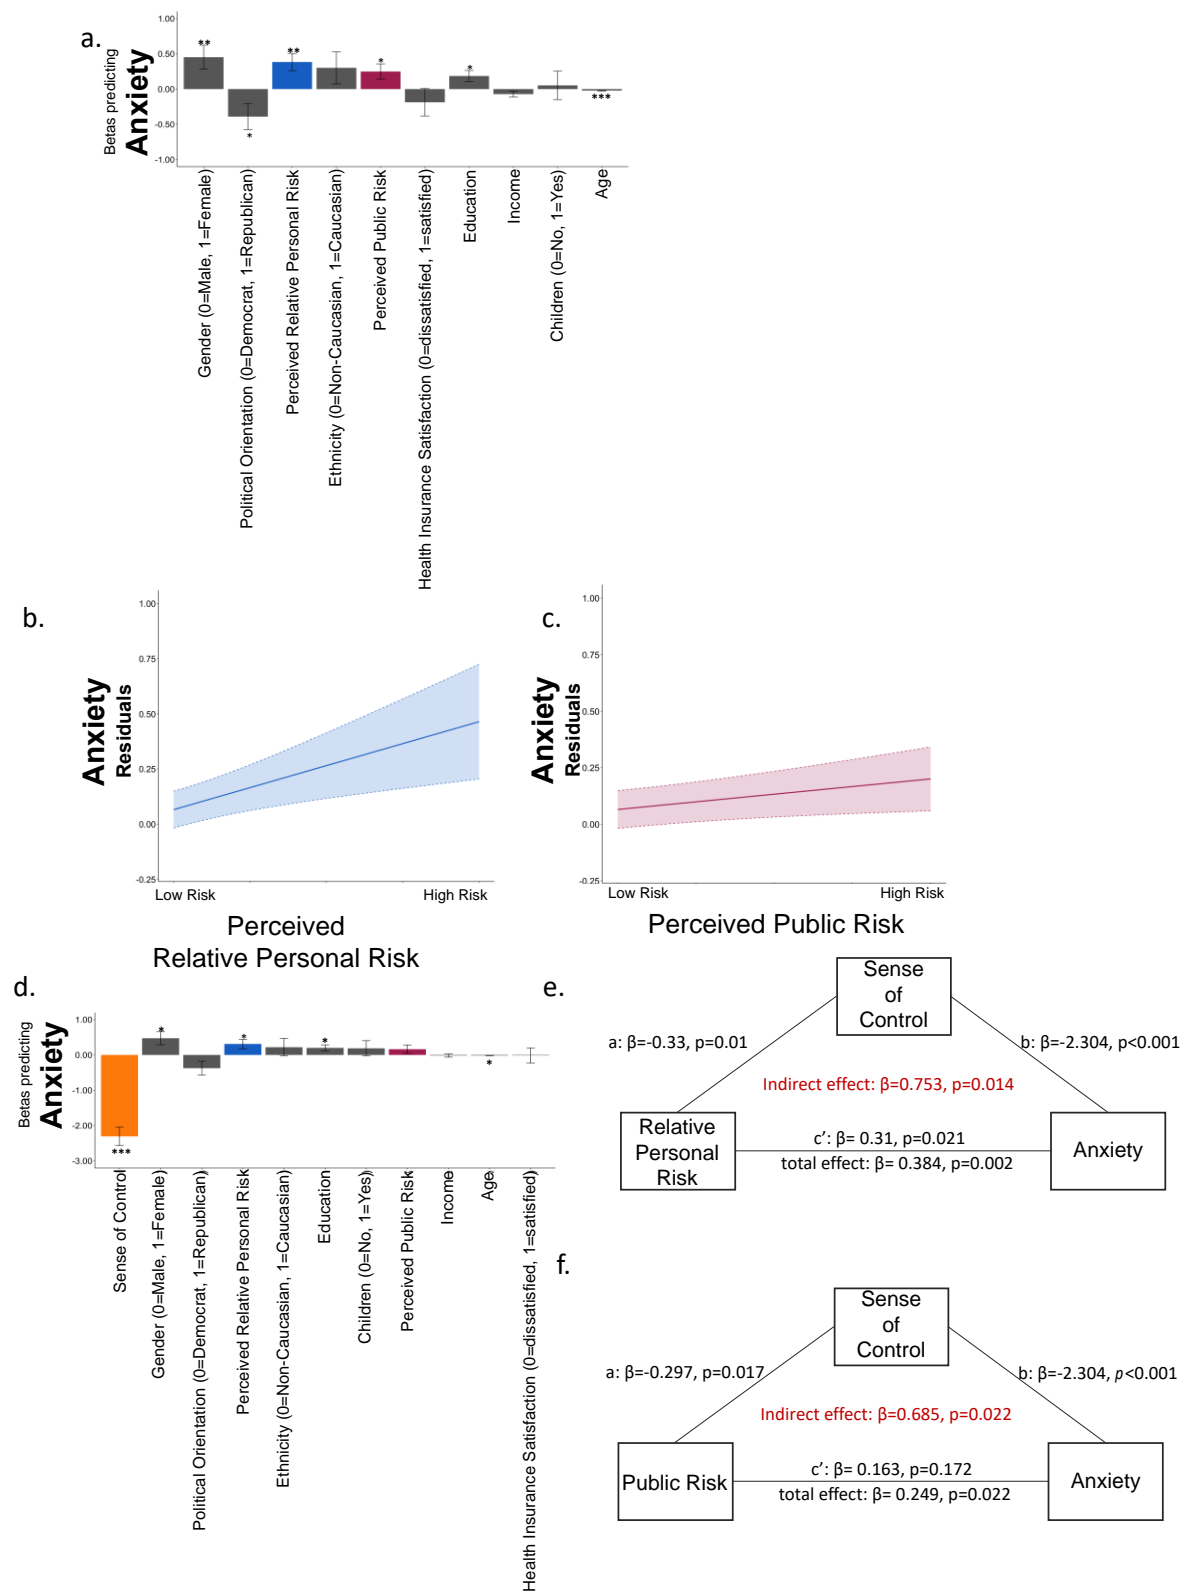 a.
Betas predicting
Anxiety
1.00
0.50
0.00
-0.50
-1.00
**
*
**
*
*
***
Gender (0=Male, 1=Female)
Political Orientation (0=Democrat, 1=Republican)
Perceived Relative Personal Risk
Ethnicity (0=Non-Caucasian, 1=Caucasian)
Perceived Public Risk
Health Insurance Satisfaction (0=dissatisfied, 1=satisfied)
Education
Income
Children (0=No, 1=Yes)
Age
b.
Anxiety
Residuals
1.00
0.75
0.50
0.25
0.00
-0.25
Low Risk
High Risk
Perceived
Relative Personal Risk
c.
Anxiety
Residuals
1.00
0.75
0.50
0.25
0.00
-0.25
Low Risk
High Risk
Perceived Public Risk
d.
Betas predicting
Anxiety
1.00
0.00
-1.00
-2.00
-3.00
***
*
*
*
*
Sense of Control
Gender (0=Male, 1=Female)
Political Orientation (0=Democrat, 1=Republican)
Perceived Relative Personal Risk
Ethnicity (0=Non-Caucasian, 1=Caucasian)
Education
Children (0=No, 1=Yes)
Perceived Public Risk
Income
Age
Health Insurance Satisfaction (0=dissatisfied, 1=satisfied)
e.
Sense
of
Control
a: β=-0.33, p=0.01
b: β=-2.304, p<0.001
Indirect effect: β=0.753, p=0.014
Relative
Personal
Risk
c’: β= 0.31, p=0.021
total effect: β= 0.384, p=0.002
Anxiety
f.
Sense
of
Control
a: β=-0.297, p=0.017
b: β=-2.304, p<0.001
Indirect effect: β=0.685, p=0.022
Public Risk
c’: β= 0.163, p=0.172
total effect: β= 0.249, p=0.022
Anxiety